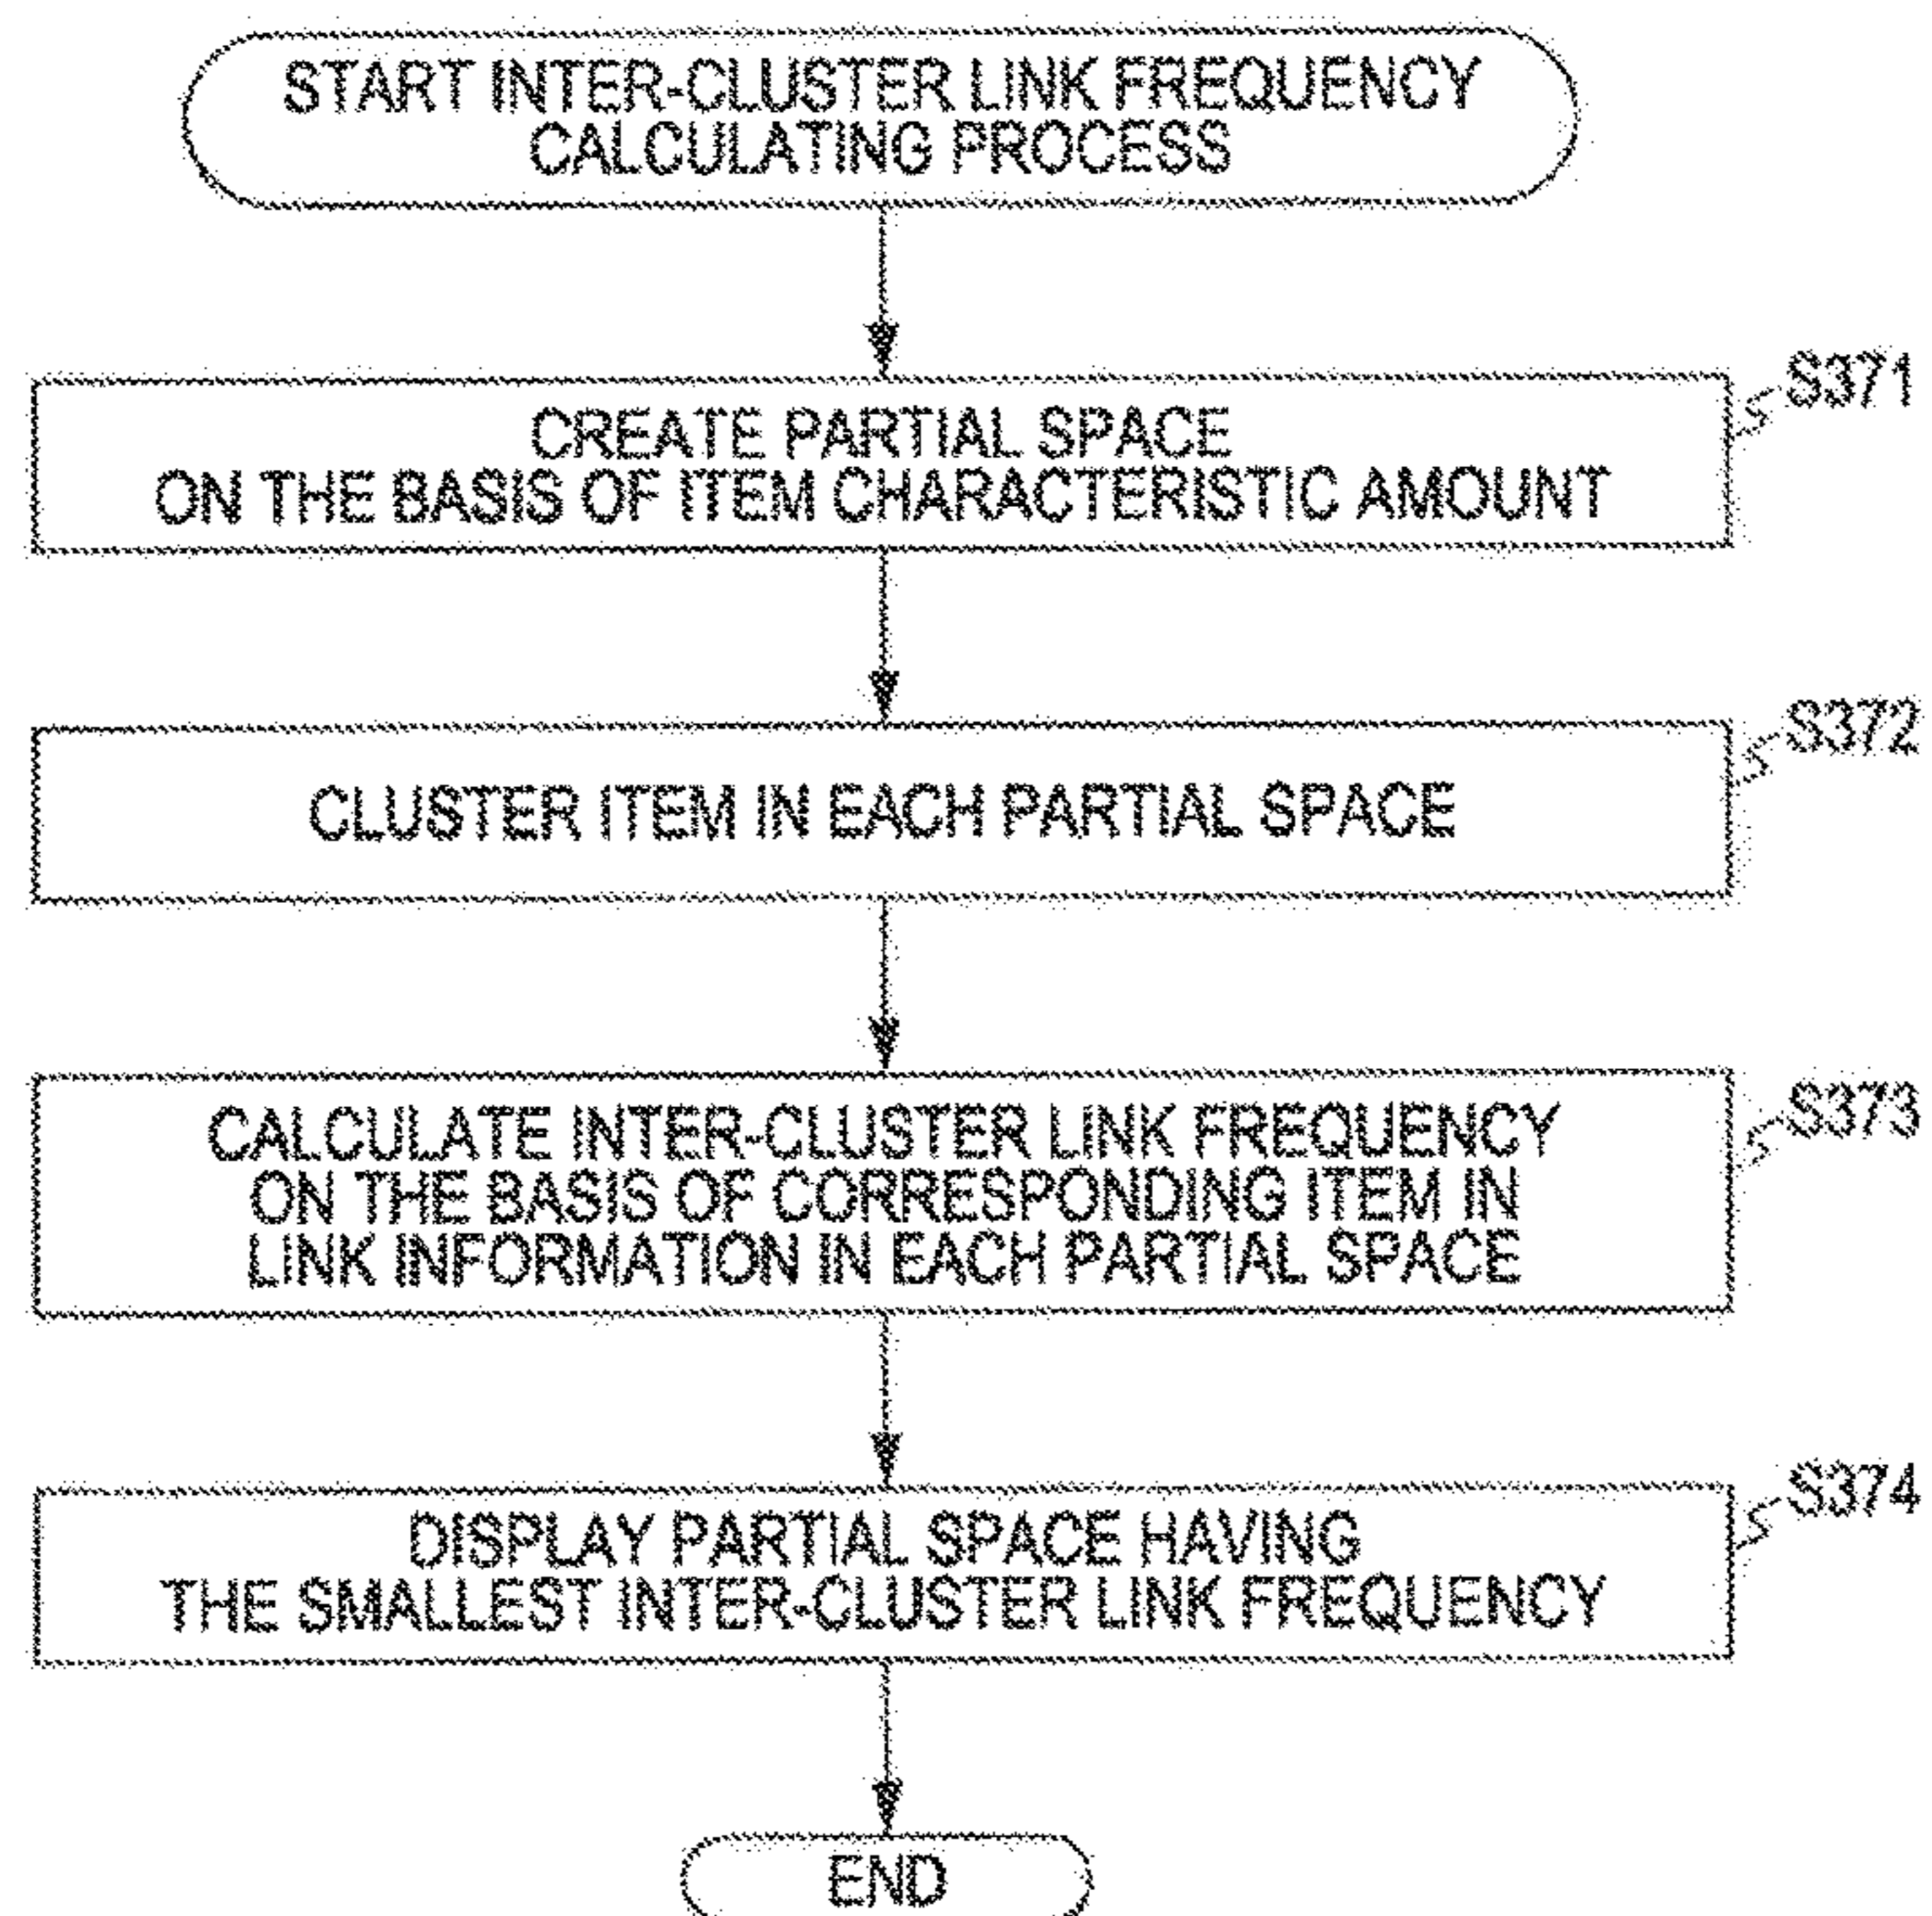 START INTER-CLUSTER LINK FREQUENCY
CALCULATING PROCESS
S371
CREATE PARTIAL SPACE
ON THE BASIS OF ITEM CHARACTERISTIC AMOUNT
S372
CLUSTER ITEM IN EACH PARTIAL SPACE
S373
CALCULATE INTER-CLUSTER LINK FREQUENCY
ON THE BASIS OF CORRESPONDING ITEM IN
LINK INFORMATION IN EACH PARTIAL SPACE
S374
DISPLAY PARTIAL SPACE HAVING
THE SMALLEST INTER-CLUSTER LINK FREQUENCY
END